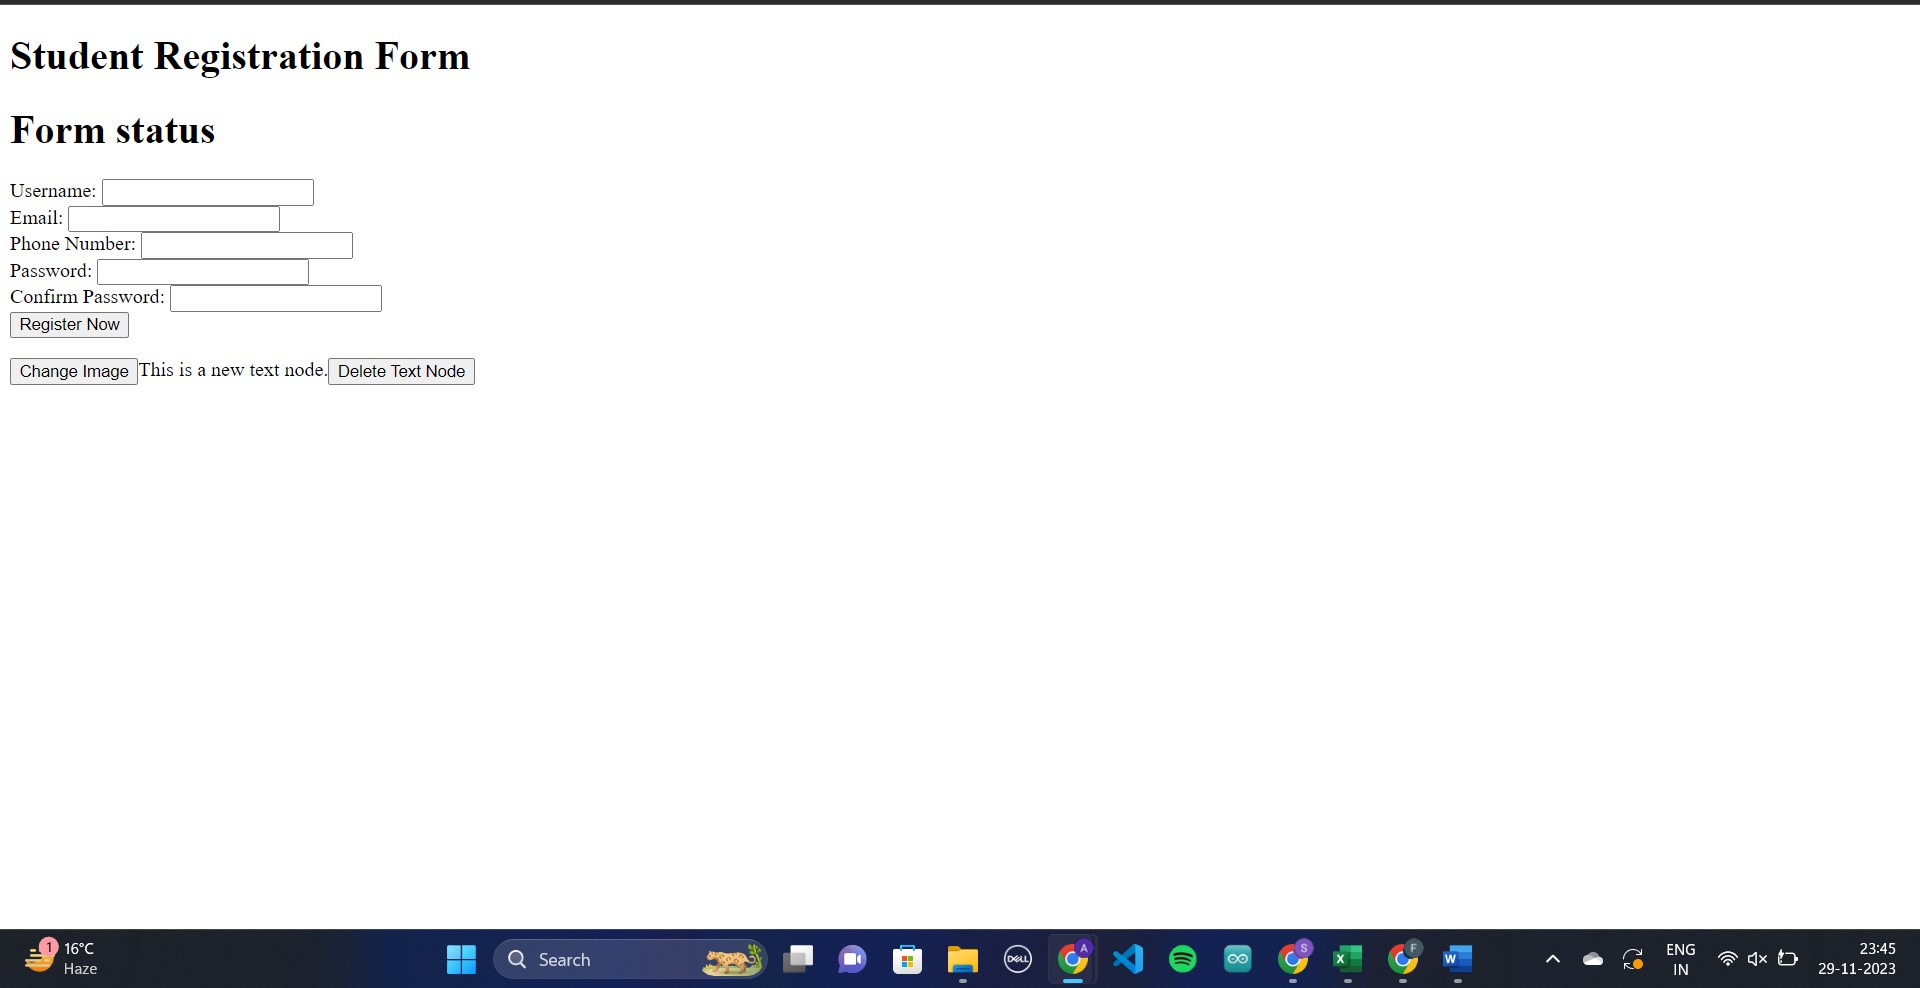 Student Registration Form
Form status
Username:
Email:
Phone Number:
Password:
Confirm Password:
Register Now
Change Image This is a new text node. Delete Text Node
1
16°C
Haze
Search
DELL
A
S
X
F
W
ENG
IN
23:45
29-11-2023